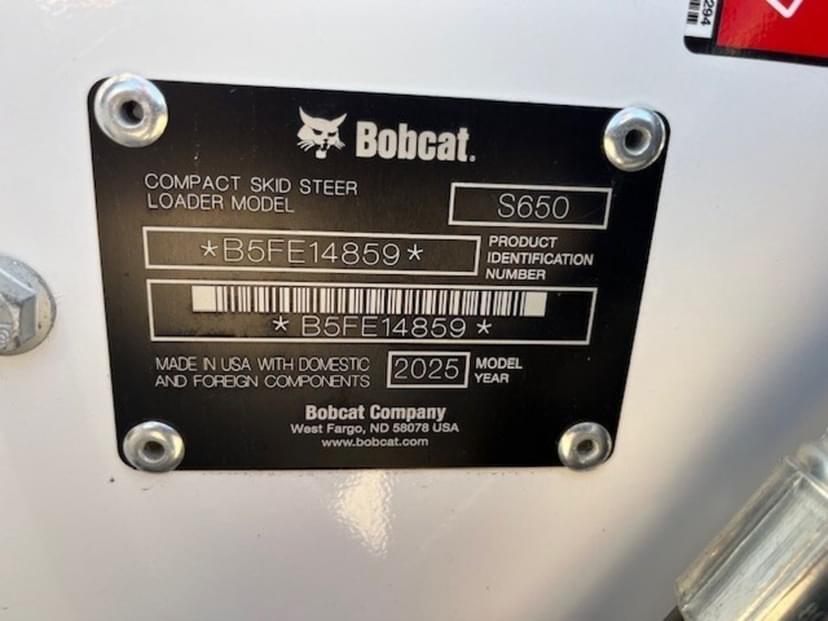 294
Bobcat.
COMPACT SKID STEER
LOADER MODEL
S650
*B5FE14859*
PRODUCT
IDENTIFICATION
NUMBER
* B5FE14859 *
MADE IN USA WITH DOMESTIC
AND FOREIGN COMPONENTS
2025
MODEL
YEAR
Bobcat Company
West Fargo, ND 58078 USA
www.bobcat.com